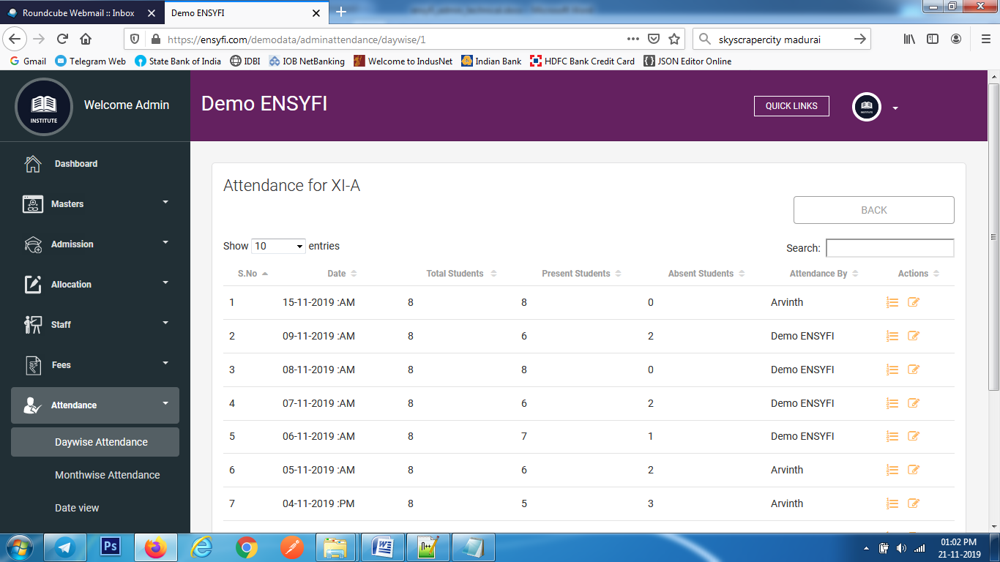 Roundcube Webmail :: Inbox
Demo ENSYFI
https://ensyfi.com/demodata/adminattendance/daywise/1
skyscrapercity madurai
Gmail Telegram Web State Bank of India IDBI IOB NetBanking Welcome to IndusNet Indian Bank HDFC Bank Credit Card JSON Editor Online
INSTITUTE
Welcome Admin
Demo ENSYFI
QUICK LINKS
Dashboard
Masters
Admission
Allocation
Staff
Fees
Attendance
Daywise Attendance
Monthwise Attendance
Date view
Attendance for XI-A
BACK
Show 10 entries
Search:
S.No Date Total Students Present Students Absent Students Attendance By Actions
1 15-11-2019 :AM 8 8 0 Arvinth
2 09-11-2019 :AM 8 6 2 Demo ENSYFI
3 08-11-2019 :AM 8 8 0 Demo ENSYFI
4 07-11-2019 :AM 8 6 2 Demo ENSYFI
5 06-11-2019 :AM 8 7 1 Demo ENSYFI
6 05-11-2019 :AM 8 6 2 Arvinth
7 04-11-2019 :PM 8 5 3 Arvinth
Ps
01:02 PM
21-11-2019